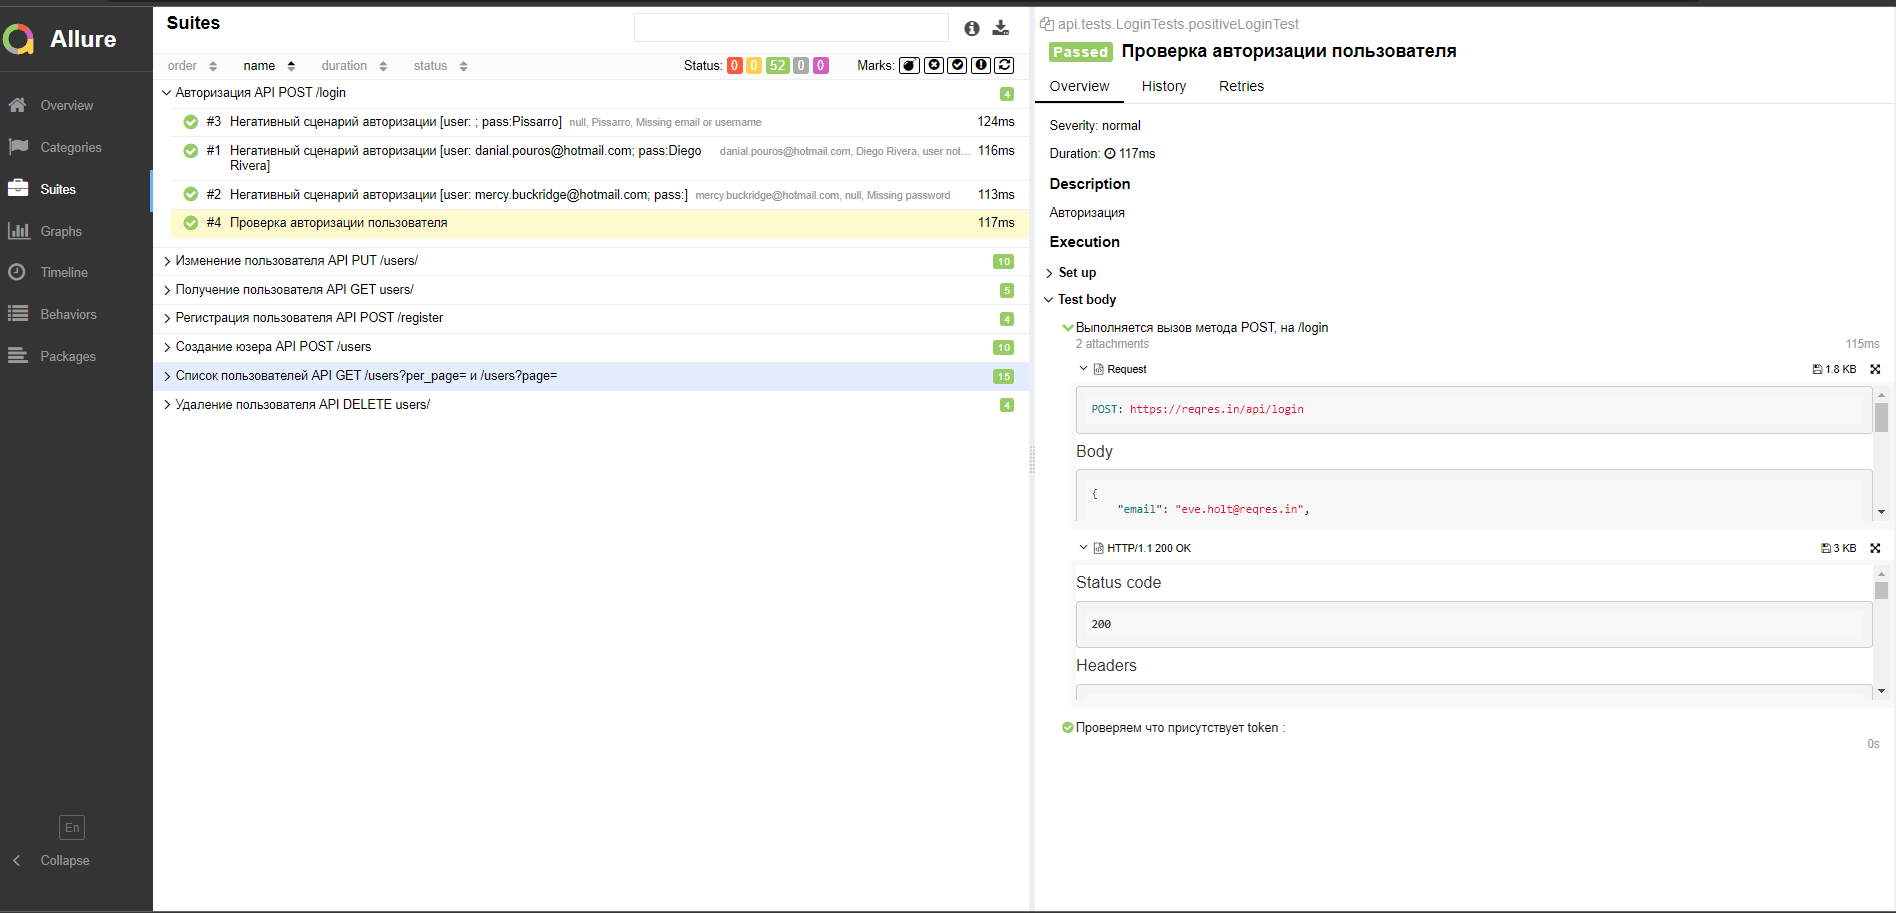 Allure
Overview
Categories
Suites
Graphs
Timeline
Behaviors
Packages
En
Collapse
Suites
order name duration status Status: 0 0 52 0 0 Marks:
Авторизация API POST /login 4
#3 Негативный сценарий авторизации [user: ; pass:Pissarro] null, Pissarro, Missing email or username 124ms
#1 Негативный сценарий авторизации [user: danial.pouros@hotmail.com; pass:Diego danial.pouros@hotmail.com, Diego Rivera, user not... 116ms
Rivera]
#2 Негативный сценарий авторизации [user: mercy.buckridge@hotmail.com; pass:] mercy.buckridge@hotmail.com, null, Missing password 113ms
#4 Проверка авторизации пользователя 117ms
Изменение пользователя API PUT /users/ 10
Получение пользователя API GET users/ 5
Регистрация пользователя API POST /register 4
Создание юзера API POST /users 10
Список пользователей API GET /users?per_page= и /users?page= 15
Удаление пользователя API DELETE users/ 4
api.tests.LoginTests.positiveLoginTest
Passed Проверка авторизации пользователя
Overview History Retries
Severity: normal
Duration: 117ms
Description
Авторизация
Execution
Set up
Test body
Выполняется вызов метода POST, на /login
2 attachments 115ms
Request 1.8 KB
POST: https://reqres.in/api/login
Body
{
"email": "eve.holt@reqres.in",
HTTP/1.1 200 OK 3 KB
Status code
200
Headers
Проверяем что присутствует token :
0s